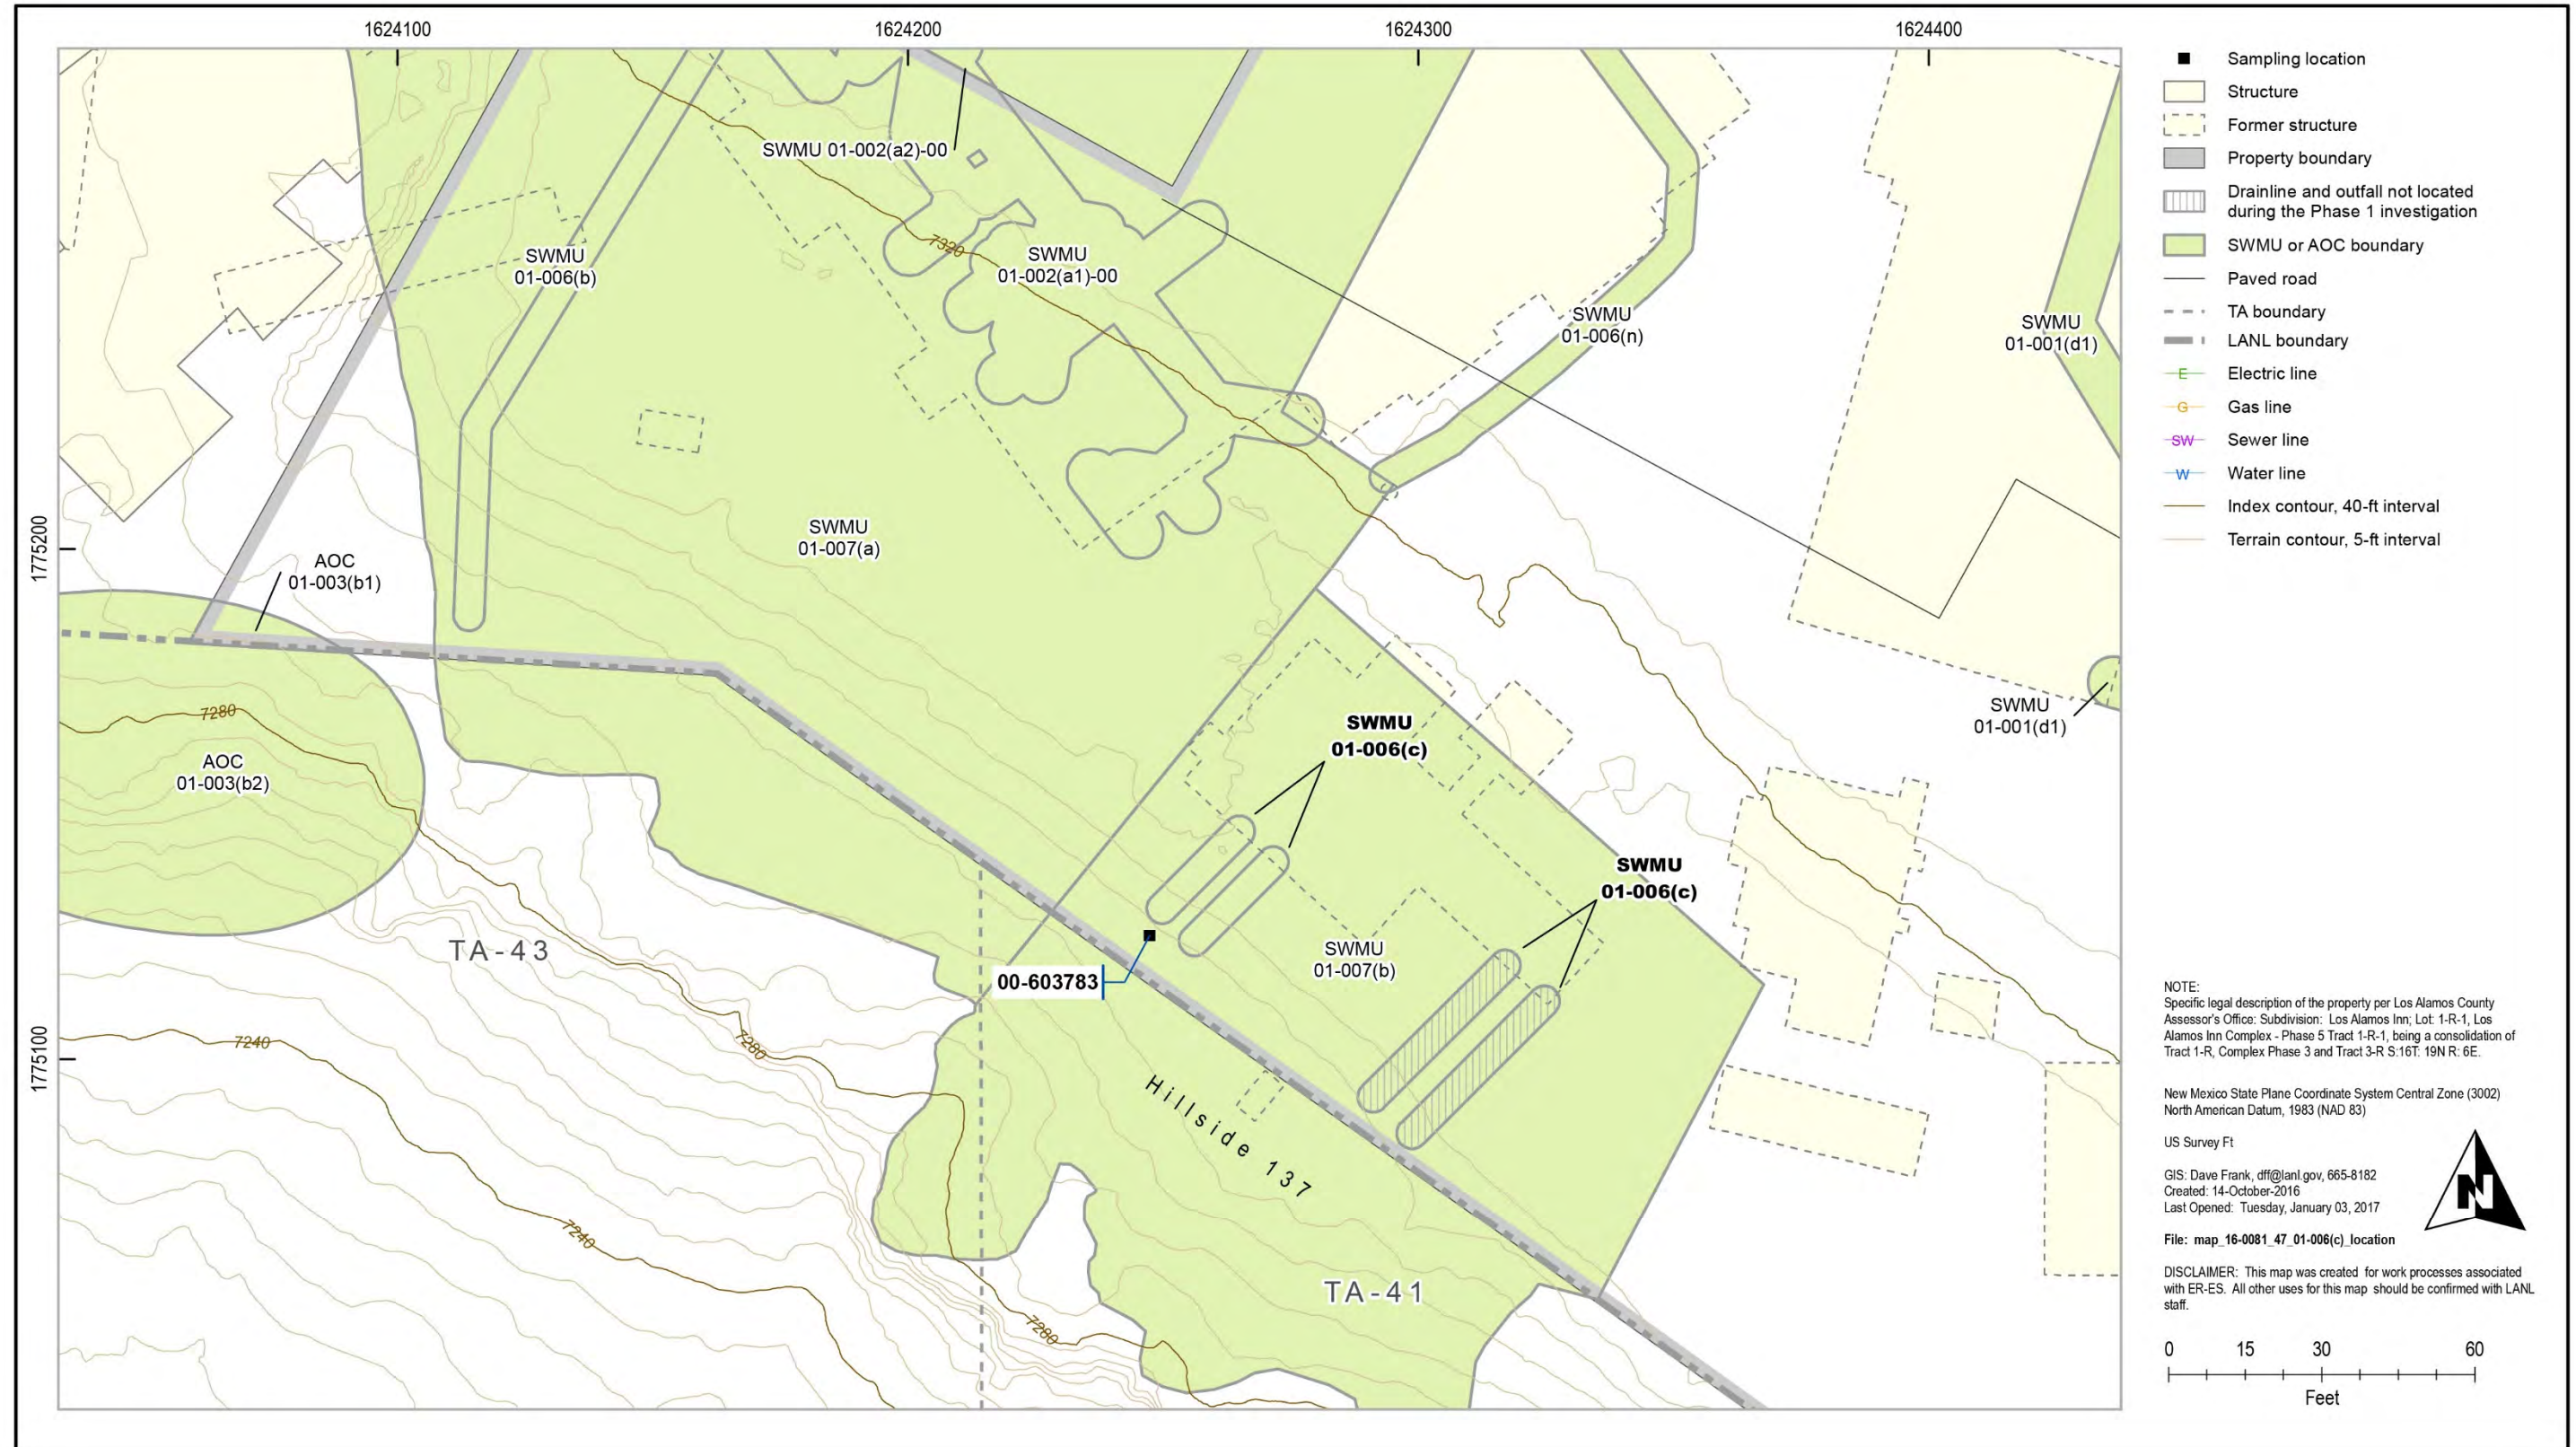 1624100
1624200
1624300
1624400
1775200
1775100
SWMU 01-002(a2)-00
7320
SWMU
01-006(b)
SWMU
01-002(a1)-00
SWMU
01-006(n)
SWMU
01-001(d1)
SWMU
01-007(a)
AOC
01-003(b1)
7280
AOC
01-003(b2)
SWMU
01-006(c)
SWMU
01-001(d1)
SWMU
01-006(c)
TA-43
SWMU
01-007(b)
00-603783
7240
7280
Hillside 137
7240
TA-41
7280
Sampling location
Structure
Former structure
Property boundary
Drainline and outfall not located
during the Phase 1 investigation
SWMU or AOC boundary
Paved road
TA boundary
LANL boundary
E
Electric line
G
Gas line
SW
Sewer line
W
Water line
Index contour, 40-ft interval
Terrain contour, 5-ft interval
NOTE:
Specific legal description of the property per Los Alamos County
Assessor's Office: Subdivision: Los Alamos Inn; Lot: 1-R-1, Los
Alamos Inn Complex - Phase 5 Tract 1-R-1, being a consolidation of
Tract 1-R, Complex Phase 3 and Tract 3-R S:16T: 19N R: 6E.
New Mexico State Plane Coordinate System Central Zone (3002)
North American Datum, 1983 (NAD 83)
US Survey Ft
GIS: Dave Frank, dff@lanl.gov, 665-8182
Created: 14-October-2016
Last Opened: Tuesday, January 03, 2017
N
File: map_16-0081_47_01-006(c)_location
DISCLAIMER: This map was created for work processes associated
with ER-ES. All other uses for this map should be confirmed with LANL
staff.
0 15 30 60
Feet